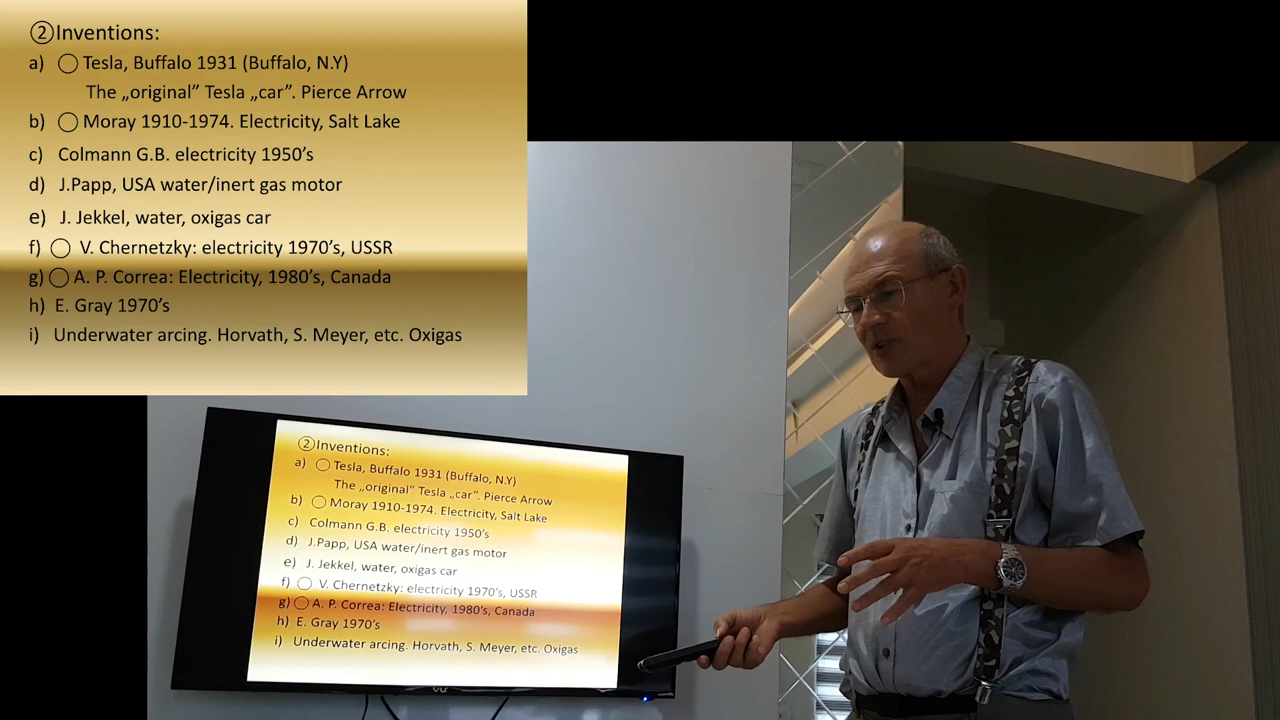 ②Inventions:
a) ◯ Tesla, Buffalo 1931 (Buffalo, N.Y)
The „original” Tesla „car”. Pierce Arrow
b) ◯ Moray 1910-1974. Electricity, Salt Lake
c) Colmann G.B. electricity 1950’s
d) J.Papp, USA water/inert gas motor
e) J. Jekkel, water, oxigas car
f) ◯ V. Chernetzky: electricity 1970’s, USSR
g) ◯ A. P. Correa: Electricity, 1980’s, Canada
h) E. Gray 1970’s
i) Underwater arcing. Horvath, S. Meyer, etc. Oxigas
②Inventions:
a) ◯ Tesla, Buffalo 1931 (Buffalo, N.Y)
The „original” Tesla „car”. Pierce Arrow
b) ◯ Moray 1910-1974. Electricity, Salt Lake
c) Colmann G.B. electricity 1950’s
d) J.Papp, USA water/inert gas motor
e) J. Jekkel, water, oxigas car
f) ◯ V. Chernetzky: electricity 1970’s, USSR
g) ◯ A. P. Correa: Electricity, 1980’s, Canada
h) E. Gray 1970’s
i) Underwater arcing. Horvath, S. Meyer, etc. Oxigas